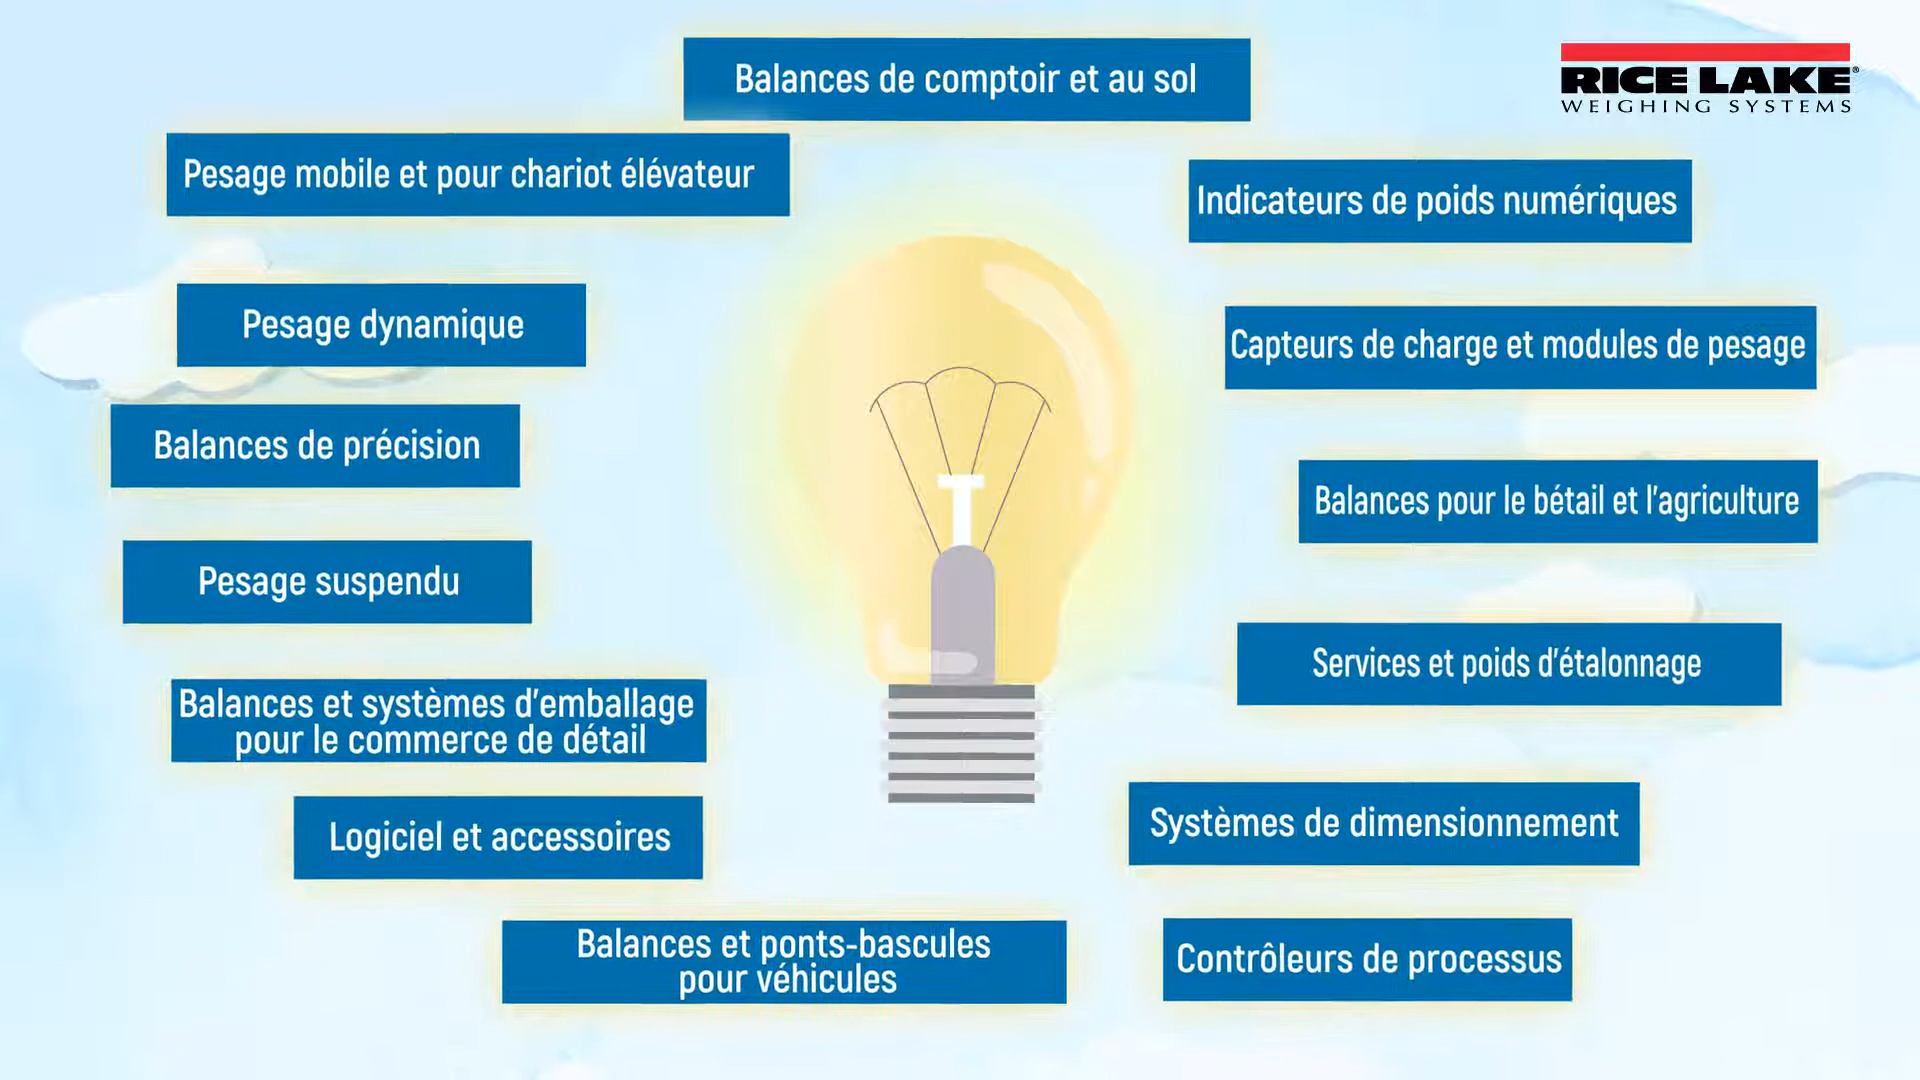 Balances de comptoir et au sol
RICE LAKE®
WEIGHING SYSTEMS
Pesage mobile et pour chariot élévateur
Indicateurs de poids numériques
Pesage dynamique
Capteurs de charge et modules de pesage
Balances de précision
Balances pour le bétail et l'agriculture
Pesage suspendu
Services et poids d'étalonnage
Balances et systèmes d'emballage
pour le commerce de détail
Systèmes de dimensionnement
Logiciel et accessoires
Balances et ponts-bascules
pour véhicules
Contrôleurs de processus